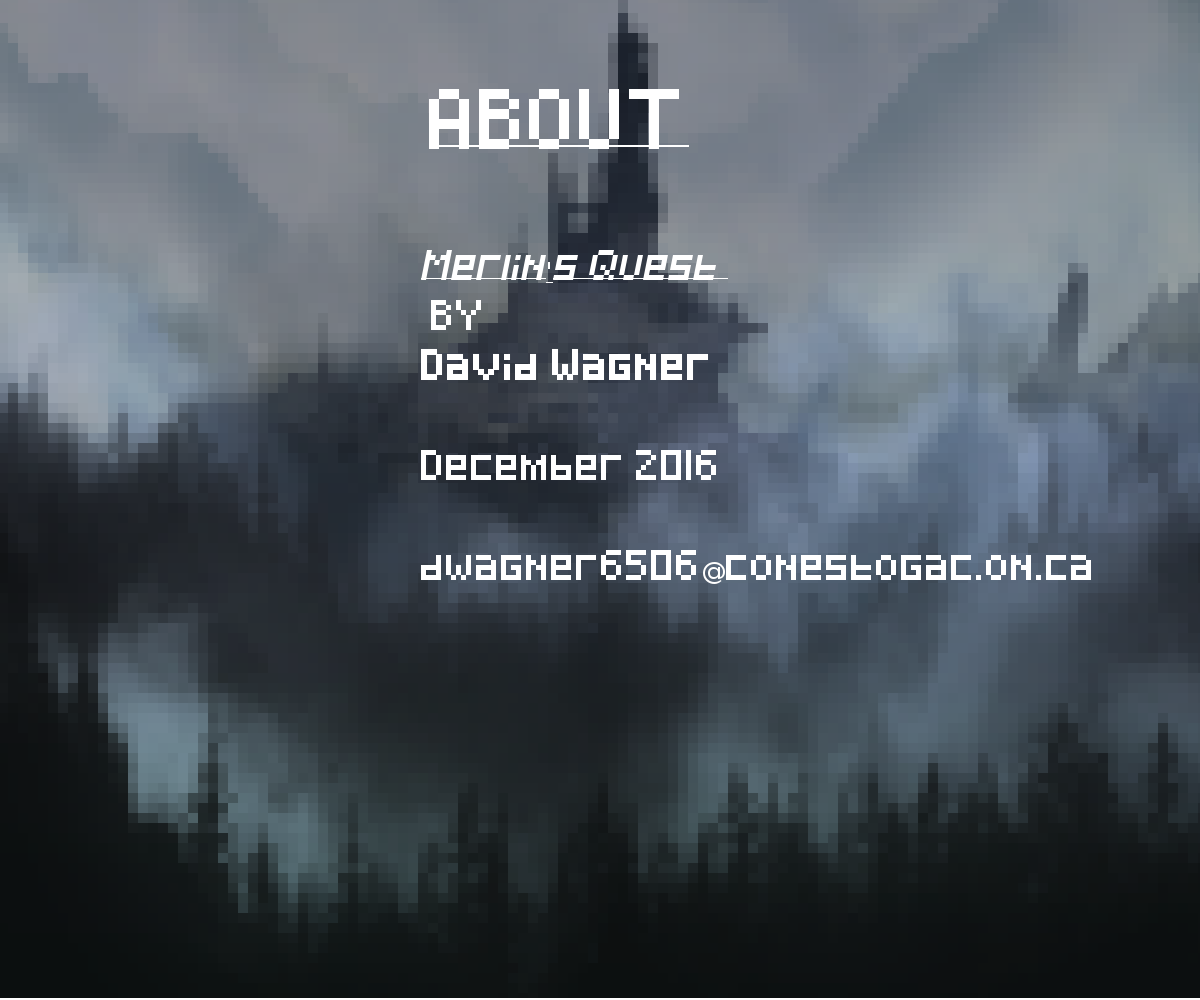 ABOUT
Merlin's Quest
BY
David Wagner
December 2016
dwagner6506@conestogac.on.ca